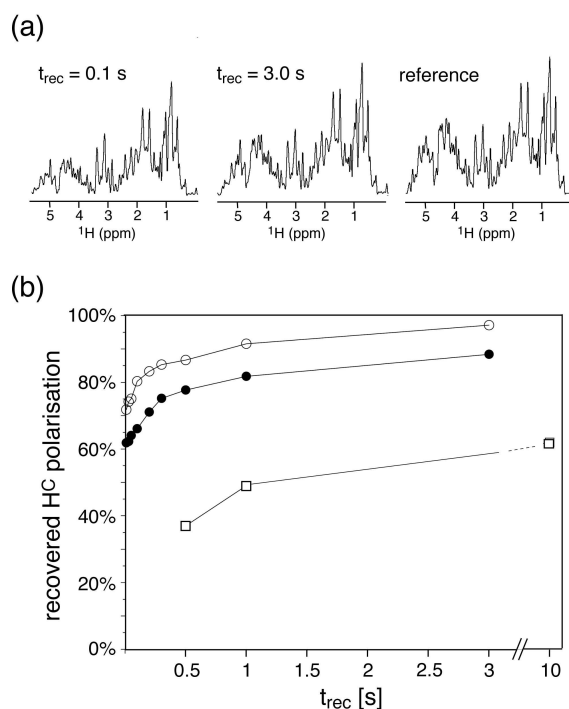 (a)
t_rec = 0.1 s
t_rec = 3.0 s
reference
5 4 3 2 1
5 4 3 2 1
5 4 3 2 1
¹H (ppm)
¹H (ppm)
¹H (ppm)
(b)
recovered Hᶜ polarisation
100%
80%
60%
40%
20%
0%
0.5 1 1.5 2 2.5 3 10
t_rec [s]